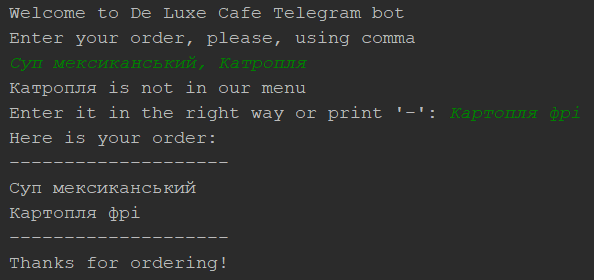 Welcome to De Luxe Cafe Telegram bot
Enter your order, please, using comma
Суп мексиканський, Катропля
Катропля is not in our menu
Enter it in the right way or print '-': Картопля фрі
Here is your order:
--------------------
Суп мексиканський
Картопля фрі
--------------------
Thanks for ordering!